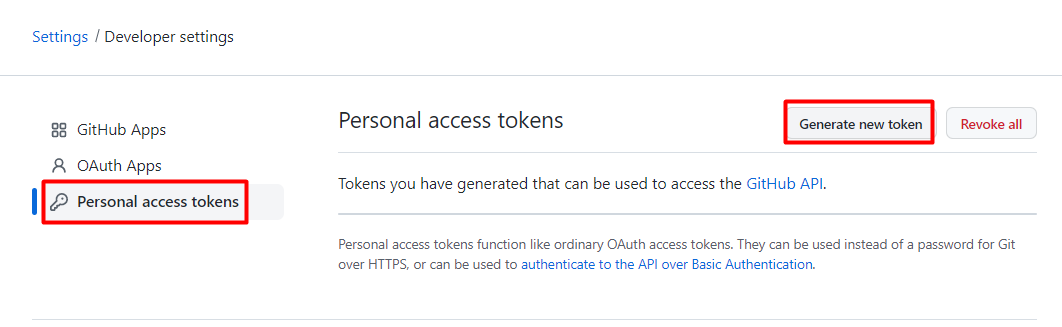 Settings / Developer settings
GitHub Apps
OAuth Apps
Personal access tokens
Personal access tokens
Generate new token
Revoke all
Tokens you have generated that can be used to access the GitHub API.
Personal access tokens function like ordinary OAuth access tokens. They can be used instead of a password for Git
over HTTPS, or can be used to authenticate to the API over Basic Authentication.